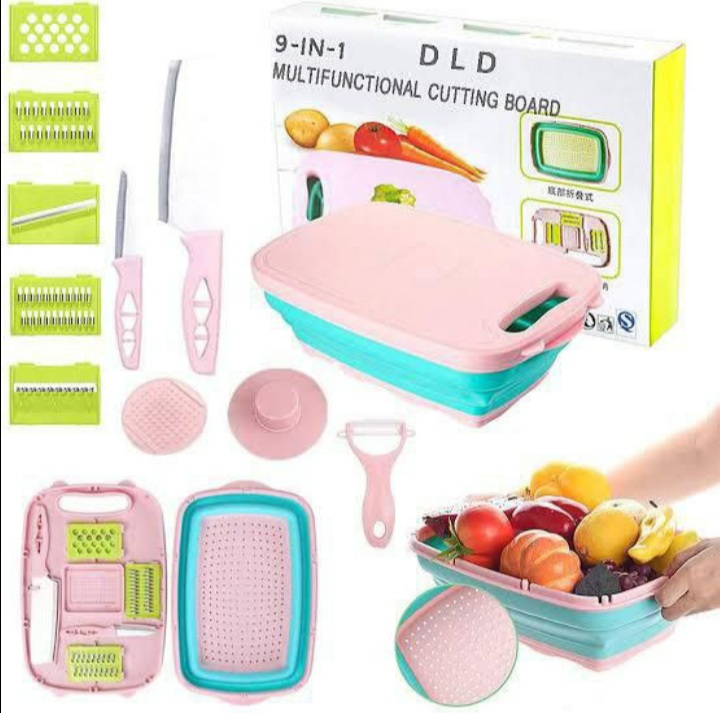 9-IN-1
DLD
MULTIFUNCTIONAL CUTTING BOARD
底部折叠式